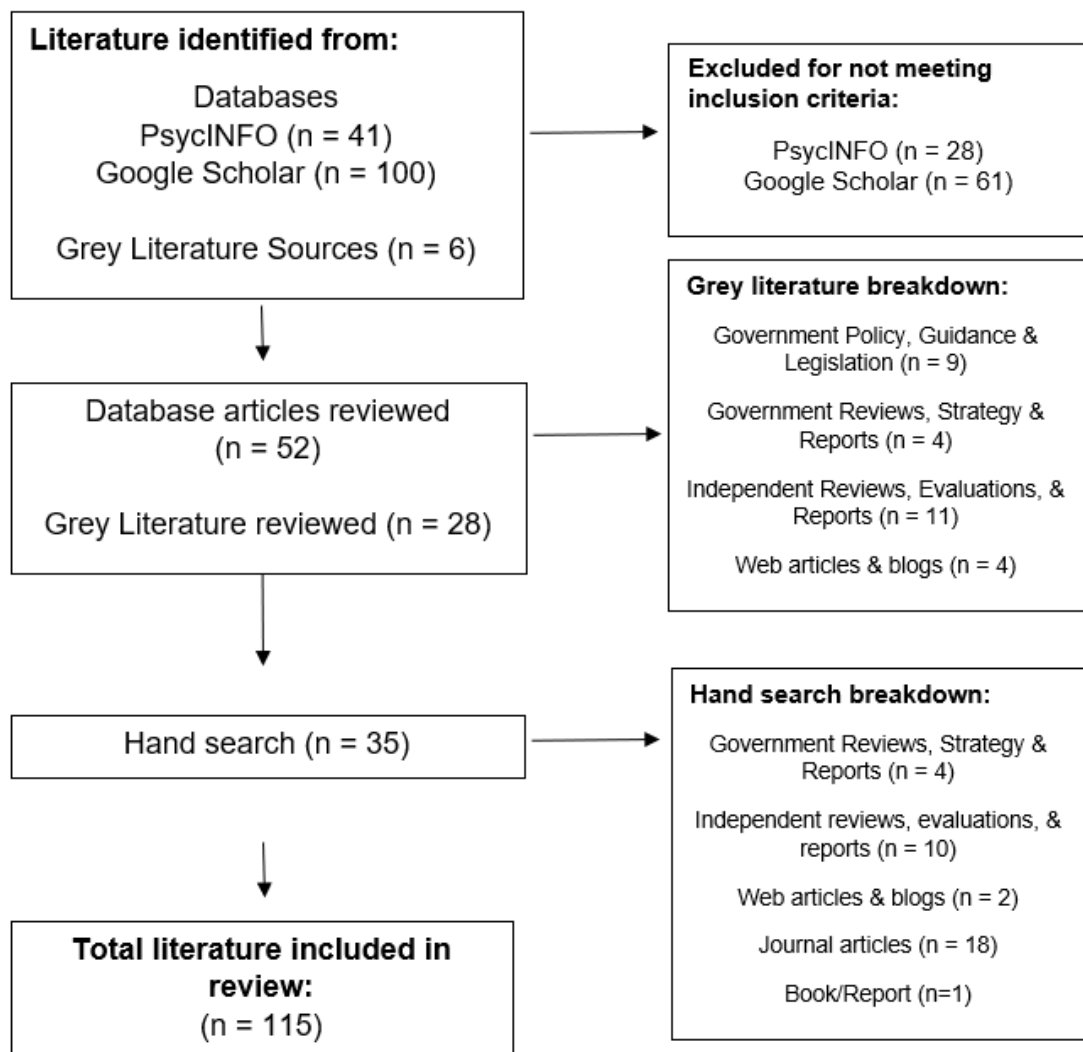 Literature identified from:
Databases
PsycINFO (n = 41)
Google Scholar (n = 100)
Grey Literature Sources (n = 6)
Excluded for not meeting
inclusion criteria:
PsycINFO (n = 28)
Google Scholar (n = 61)
Database articles reviewed
(n = 52)
Grey Literature reviewed (n = 28)
Grey literature breakdown:
Government Policy, Guidance &
Legislation (n = 9)
Government Reviews, Strategy &
Reports (n = 4)
Independent Reviews, Evaluations, &
Reports (n = 11)
Web articles & blogs (n = 4)
Hand search (n = 35)
Hand search breakdown:
Government Reviews, Strategy &
Reports (n = 4)
Independent reviews, evaluations, &
reports (n = 10)
Web articles & blogs (n = 2)
Journal articles (n = 18)
Book/Report (n=1)
Total literature included in
review:
(n = 115)